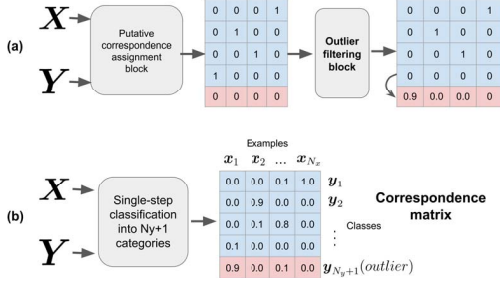 (a)
X
Y
Putative
correspondence
assignment
block
0 0 0 1
0 1 0 0
0 0 1 0
1 0 0 0
0 0 0 0
Outlier
filtering
block
0 0 0 1
0 1 0 0
0 0 1 0
0 0 0 0
0.9 0.0 0.0 0
(b)
X
Y
Single-step
classification
into Ny+1
categories
Examples
x1 x2 ... xNx
0.0 0.0 0.1 1.0 y1
0.0 0.9 0.0 0.0 y2
0.0 0.1 0.8 0.0 ⋮ Classes
0.1 0.0 0.0 0.0
0.9 0.0 0.1 0.0 yNy+1(outlier)
Correspondence
matrix